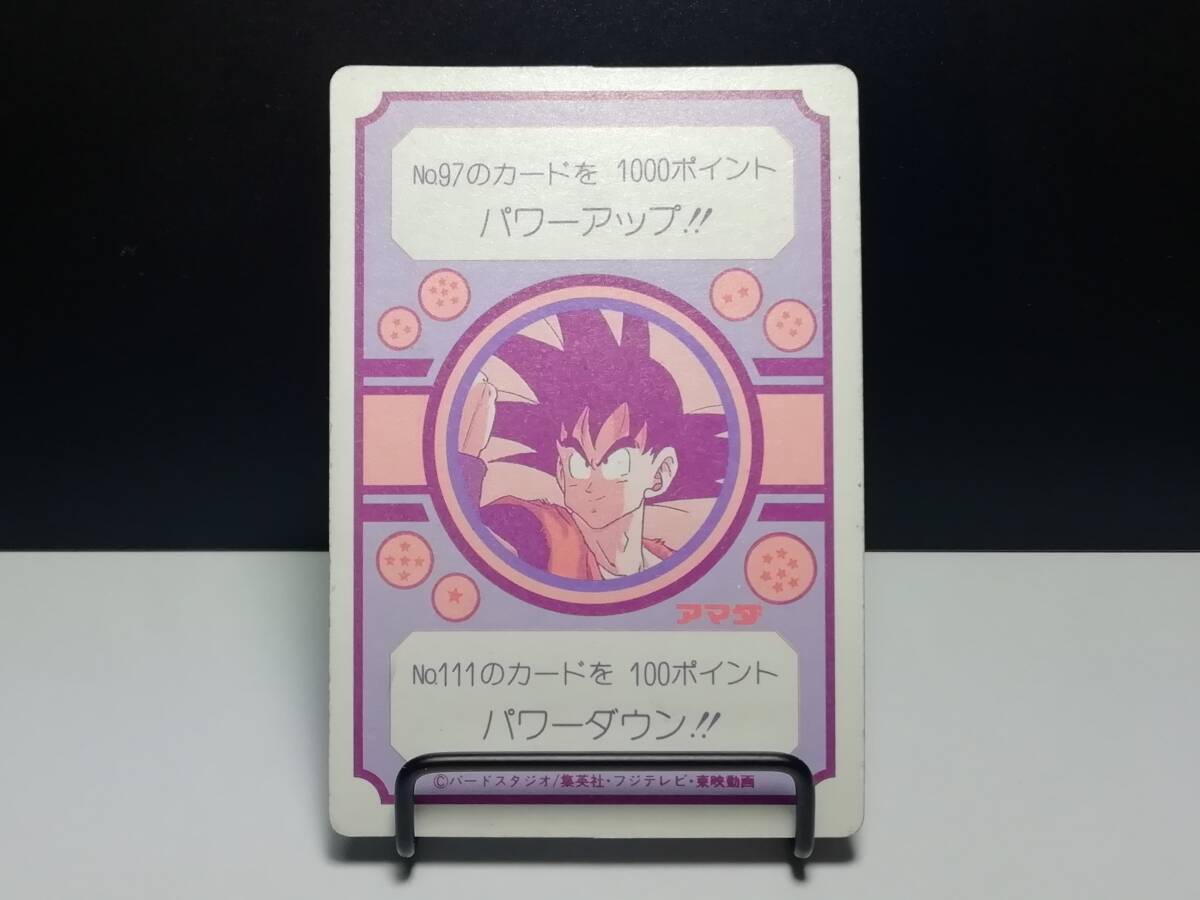 No.97のカードを 1000ポイント
パワーアップ!!
アマダ
No.111のカードを 100ポイント
パワーダウン!!
©バードスタジオ/集英社・フジテレビ・東映動画